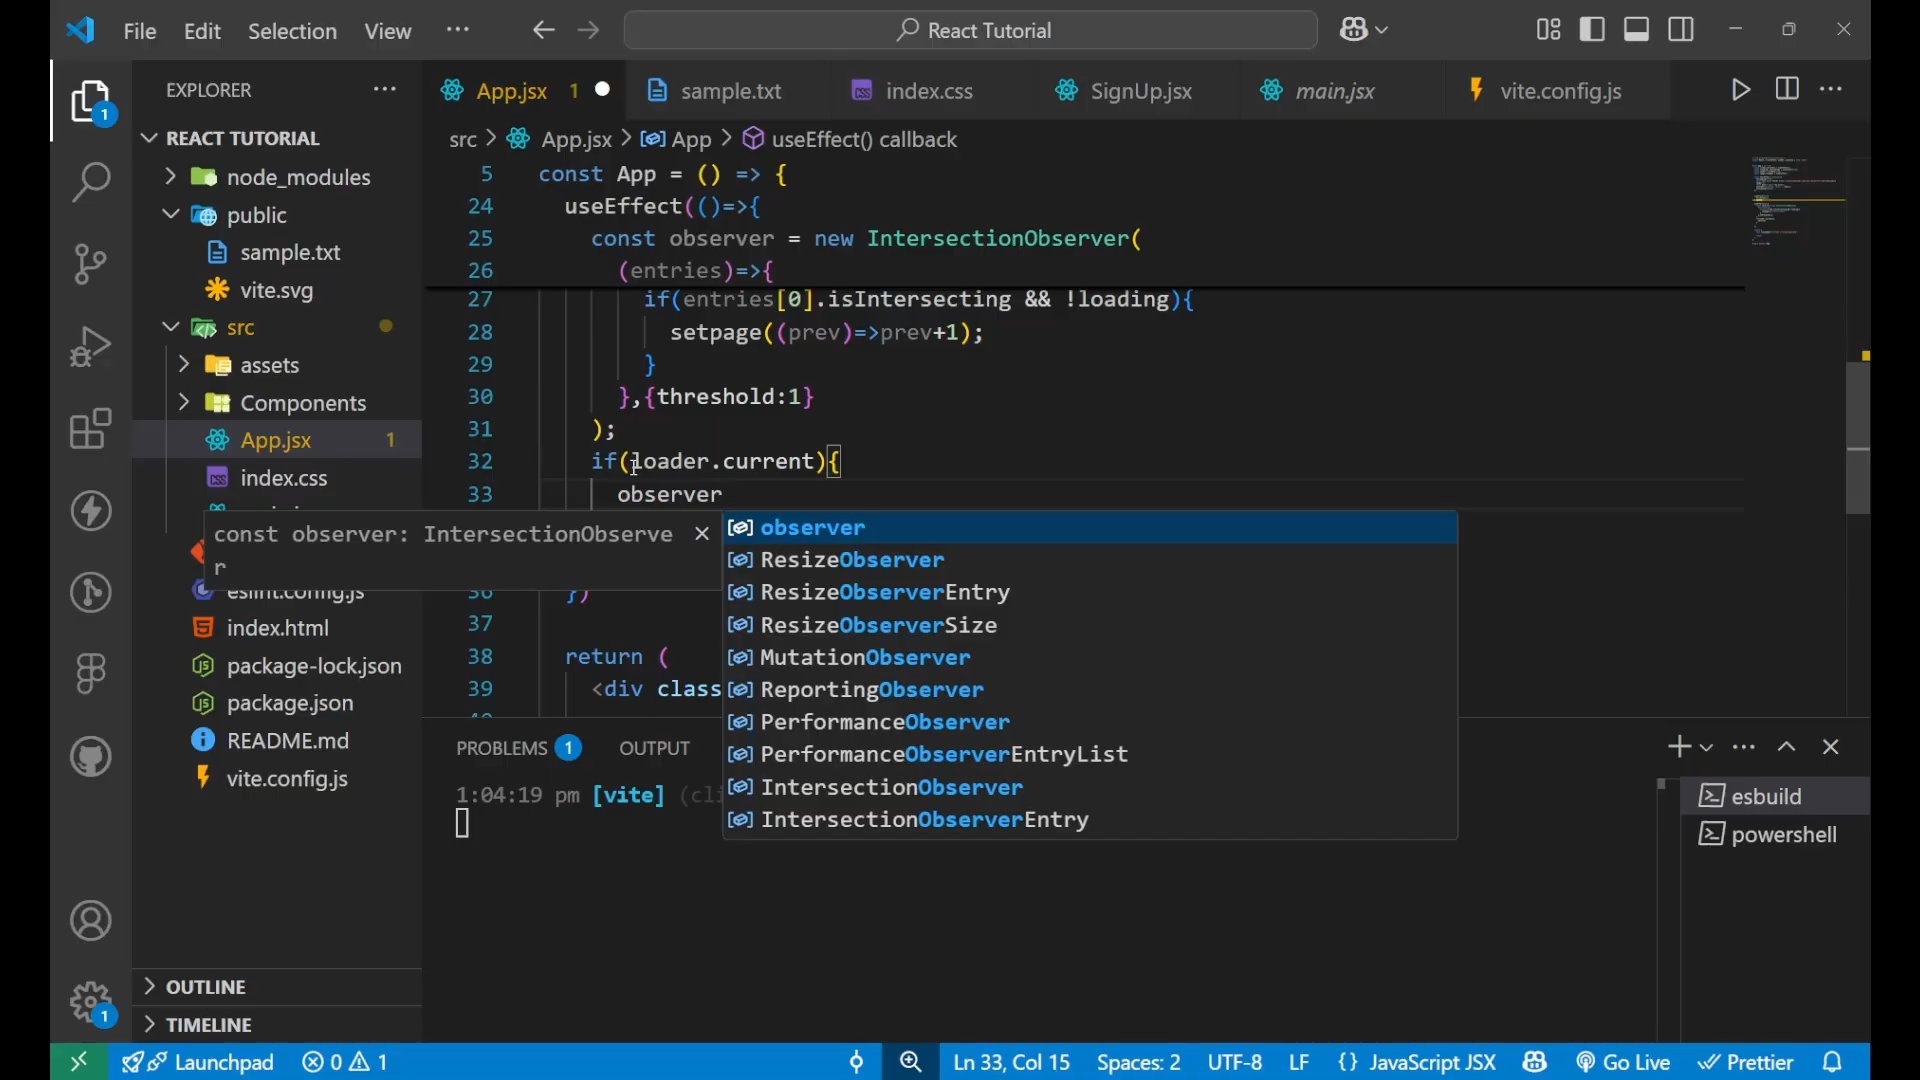 File Edit Selection View ··· React Tutorial
EXPLORER ···
REACT TUTORIAL
node_modules
public
sample.txt
vite.svg
src
assets
Components
App.jsx 1
index.css
eslint.config.js
index.html
package-lock.json
package.json
README.md
vite.config.js
OUTLINE
TIMELINE
1
1
App.jsx 1 sample.txt index.css SignUp.jsx main.jsx vite.config.js
src > App.jsx > App > useEffect() callback
5 const App = () => {
24 useEffect(()=>{
25 const observer = new IntersectionObserver(
26 (entries)=>{
27 if(entries[0].isIntersecting && !loading){
28 setpage((prev)=>prev+1);
29 }
30 },{threshold:1}
31 );
32 if(loader.current){
33 observer
36 })
37
38 return (
39 <div class
const observer: IntersectionObserve
r
observer
ResizeObserver
ResizeObserverEntry
ResizeObserverSize
MutationObserver
ReportingObserver
PerformanceObserver
PerformanceObserverEntryList
IntersectionObserver
IntersectionObserverEntry
PROBLEMS 1 OUTPUT
1:04:19 pm [vite] (cli
esbuild
powershell
Launchpad 0 1 Ln 33, Col 15 Spaces: 2 UTF-8 LF {} JavaScript JSX Go Live Prettier